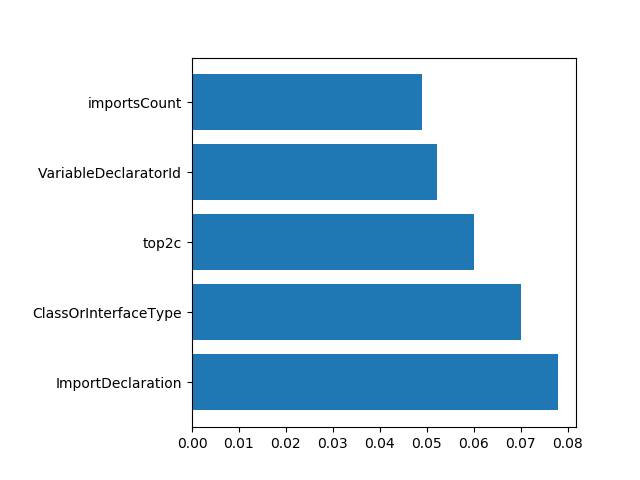 importsCount
VariableDeclaratorId
top2c
ClassOrInterfaceType
ImportDeclaration
0.00 0.01 0.02 0.03 0.04 0.05 0.06 0.07 0.08